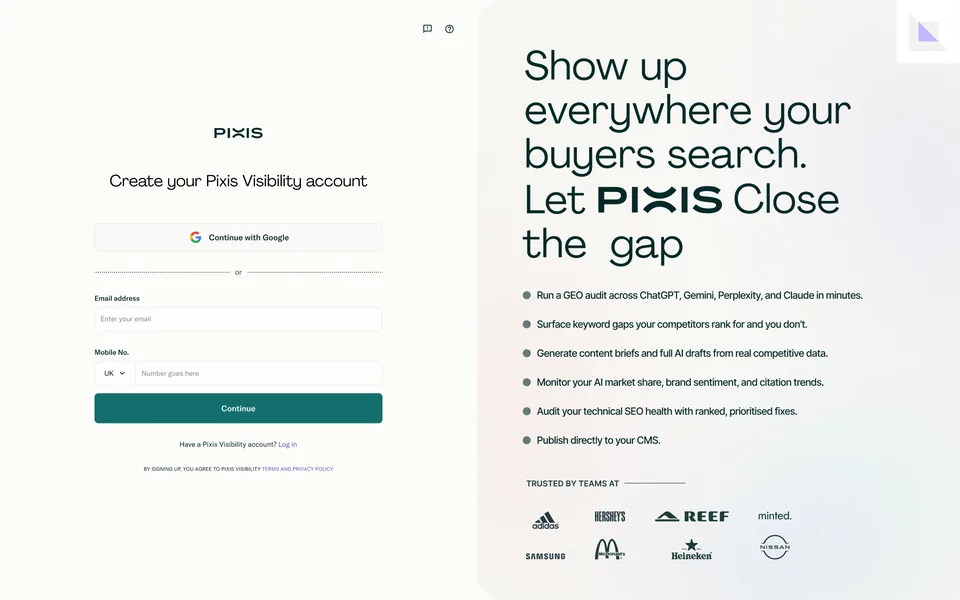 PIXIS
Create your Pixis Visibility account
Continue with Google
or
Email address
Enter your email
Mobile No.
UK
Number goes here
Continue
Have a Pixis Visibility account? Log in
BY SIGNING UP, YOU AGREE TO PIXIS VISIBILITY TERMS AND PRIVACY POLICY
Show up
everywhere your
buyers search.
Let PIXIS Close
the gap
Run a GEO audit across ChatGPT, Gemini, Perplexity, and Claude in minutes.
Surface keyword gaps your competitors rank for and you don't.
Generate content briefs and full AI drafts from real competitive data.
Monitor your AI market share, brand sentiment, and citation trends.
Audit your technical SEO health with ranked, prioritised fixes.
Publish directly to your CMS.
TRUSTED BY TEAMS AT
adidas HERSHEY'S REEF minted.
SAMSUNG McDonald's Heineken NISSAN